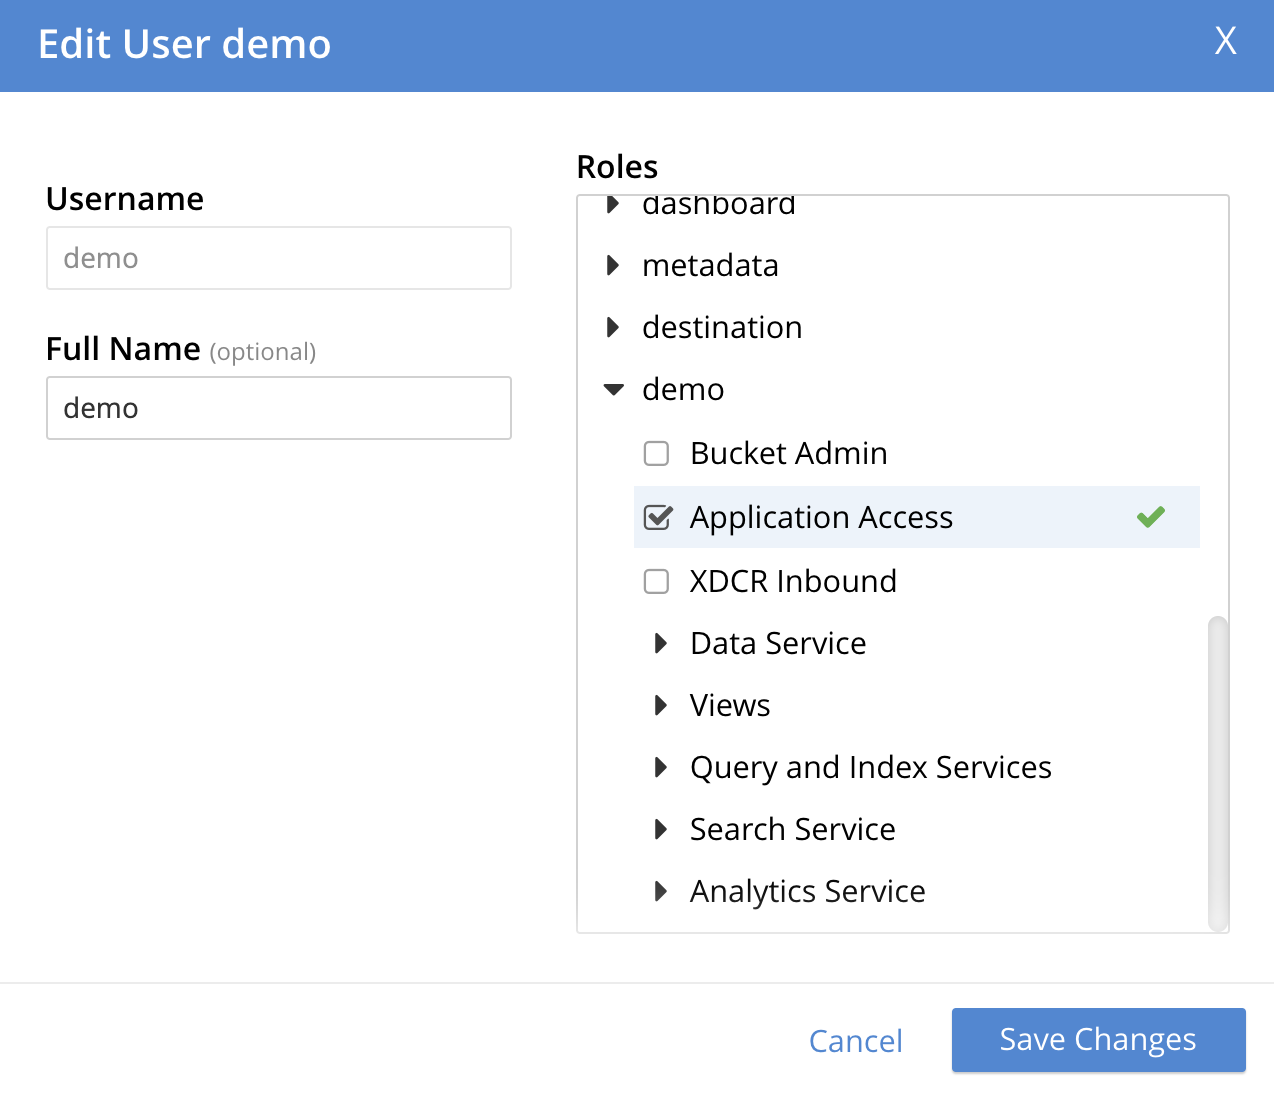 Edit User demo
X
Username
demo
Full Name (optional)
demo
Roles
dashboard
metadata
destination
demo
Bucket Admin
Application Access
XDCR Inbound
Data Service
Views
Query and Index Services
Search Service
Analytics Service
Cancel
Save Changes